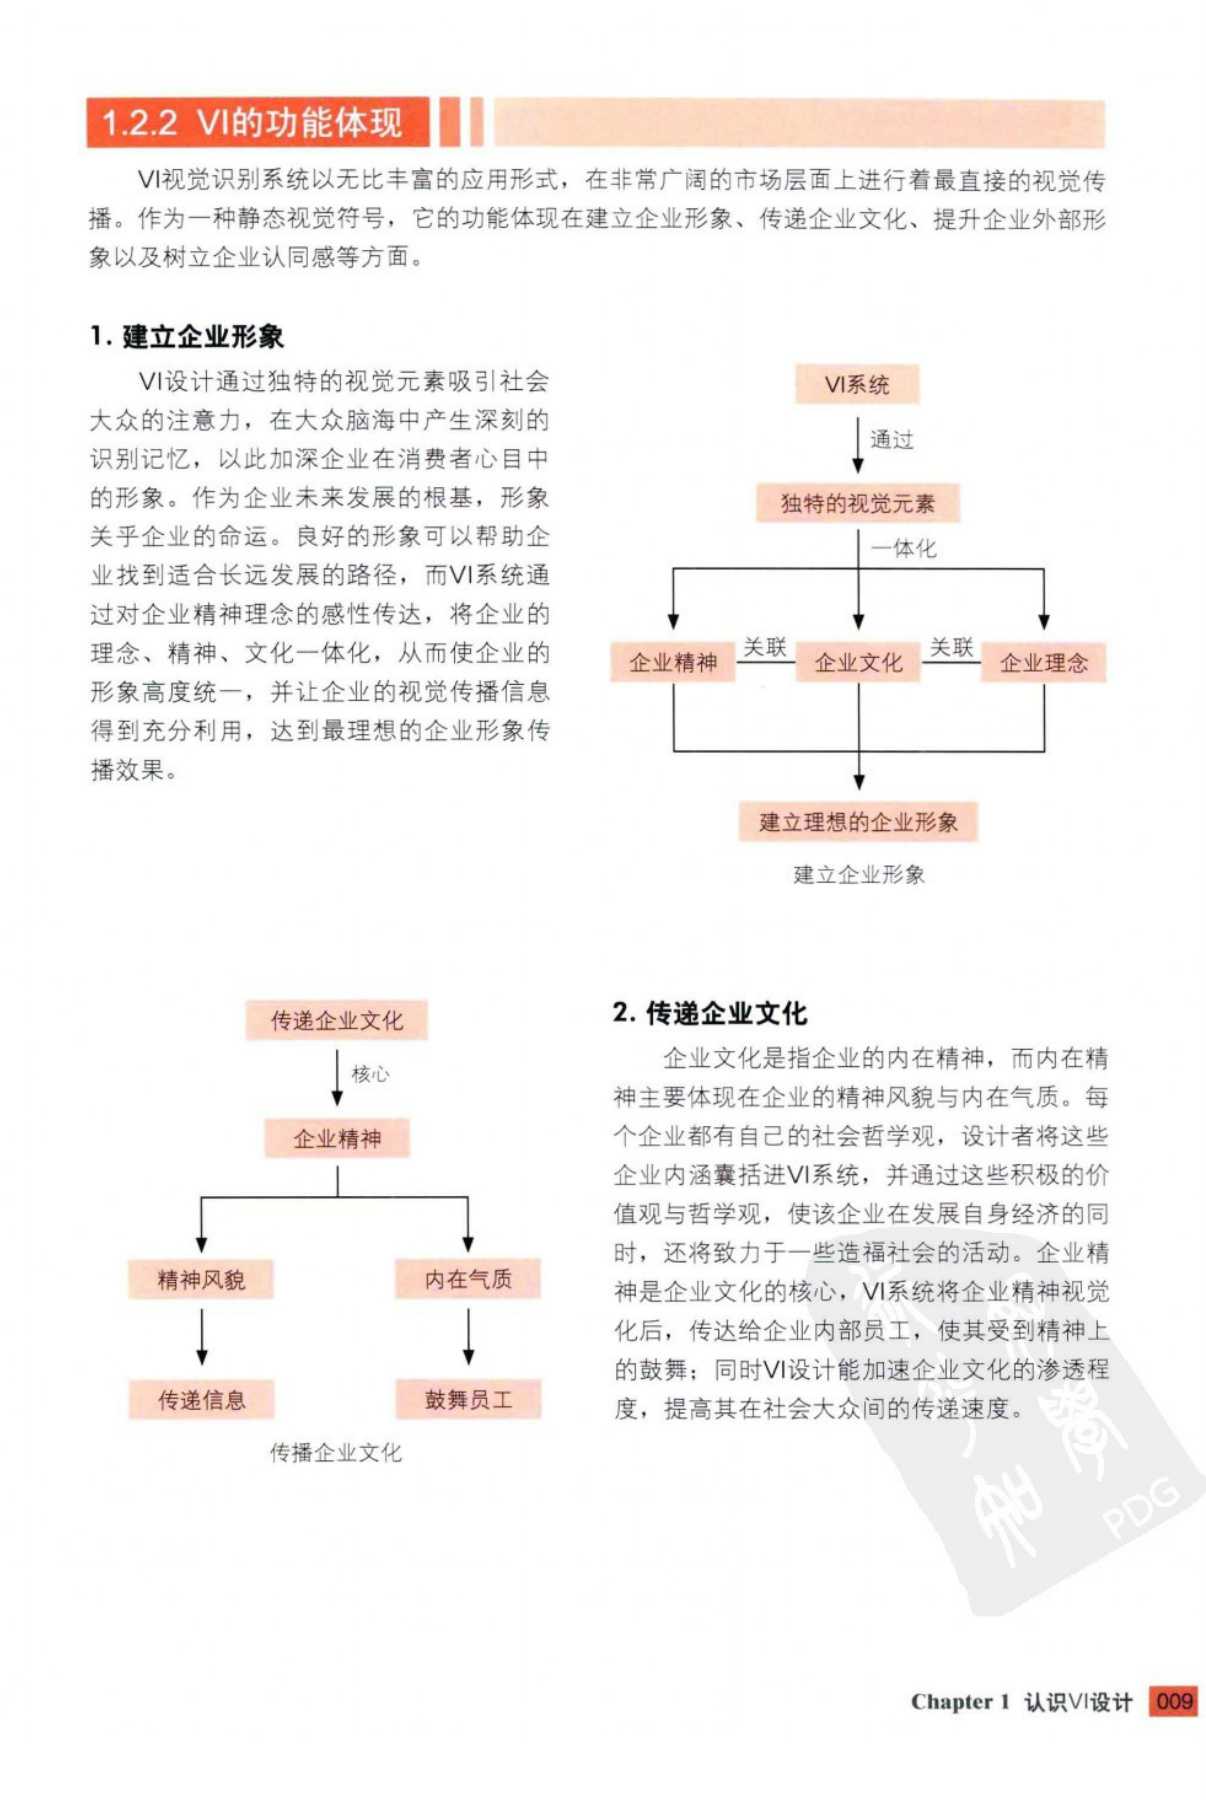 1.2.2 VI的功能体现
VI视觉识别系统以无比丰富的应用形式，在非常广阔的市场层面上进行着最直接的视觉传
播。作为一种静态视觉符号，它的功能体现在建立企业形象、传递企业文化、提升企业外部形
象以及树立企业认同感等方面。
1. 建立企业形象
VI设计通过独特的视觉元素吸引社会
大众的注意力，在大众脑海中产生深刻的
识别记忆，以此加深企业在消费者心目中
的形象。作为企业未来发展的根基，形象
关乎企业的命运。良好的形象可以帮助企
业找到适合长远发展的路径，而VI系统通
过对企业精神理念的感性传达，将企业的
理念、精神、文化一体化，从而使企业的
形象高度统一，并让企业的视觉传播信息
得到充分利用，达到最理想的企业形象传
播效果。
VI系统
通过
独特的视觉元素
一体化
企业精神
关联
企业文化
关联
企业理念
建立理想的企业形象
建立企业形象
传递企业文化
核心
企业精神
精神风貌
内在气质
传递信息
鼓舞员工
传播企业文化
2. 传递企业文化
企业文化是指企业的内在精神，而内在精
神主要体现在企业的精神风貌与内在气质。每
个企业都有自己的社会哲学观，设计者将这些
企业内涵囊括进VI系统，并通过这些积极的价
值观与哲学观，使该企业在发展自身经济的同
时，还将致力于一些造福社会的活动。企业精
神是企业文化的核心，VI系统将企业精神视觉
化后，传达给企业内部员工，使其受到精神上
的鼓舞；同时VI设计能加速企业文化的渗透程
度，提高其在社会大众间的传递速度。
PDG
Chapter 1 认识VI设计 009